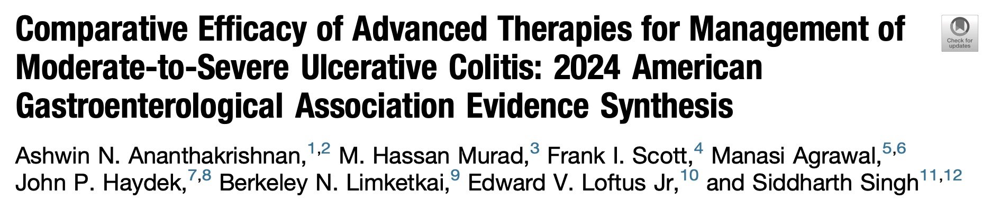 Comparative Efficacy of Advanced Therapies for Management of
Check for
updates
Moderate-to-Severe Ulcerative Colitis: 2024 American
Gastroenterological Association Evidence Synthesis
Ashwin N. Ananthakrishnan,1,2 M. Hassan Murad,3 Frank I. Scott,4 Manasi Agrawal,5,6
John P. Haydek,7,8 Berkeley N. Limketkai,9 Edward V. Loftus Jr,10 and Siddharth Singh11,12